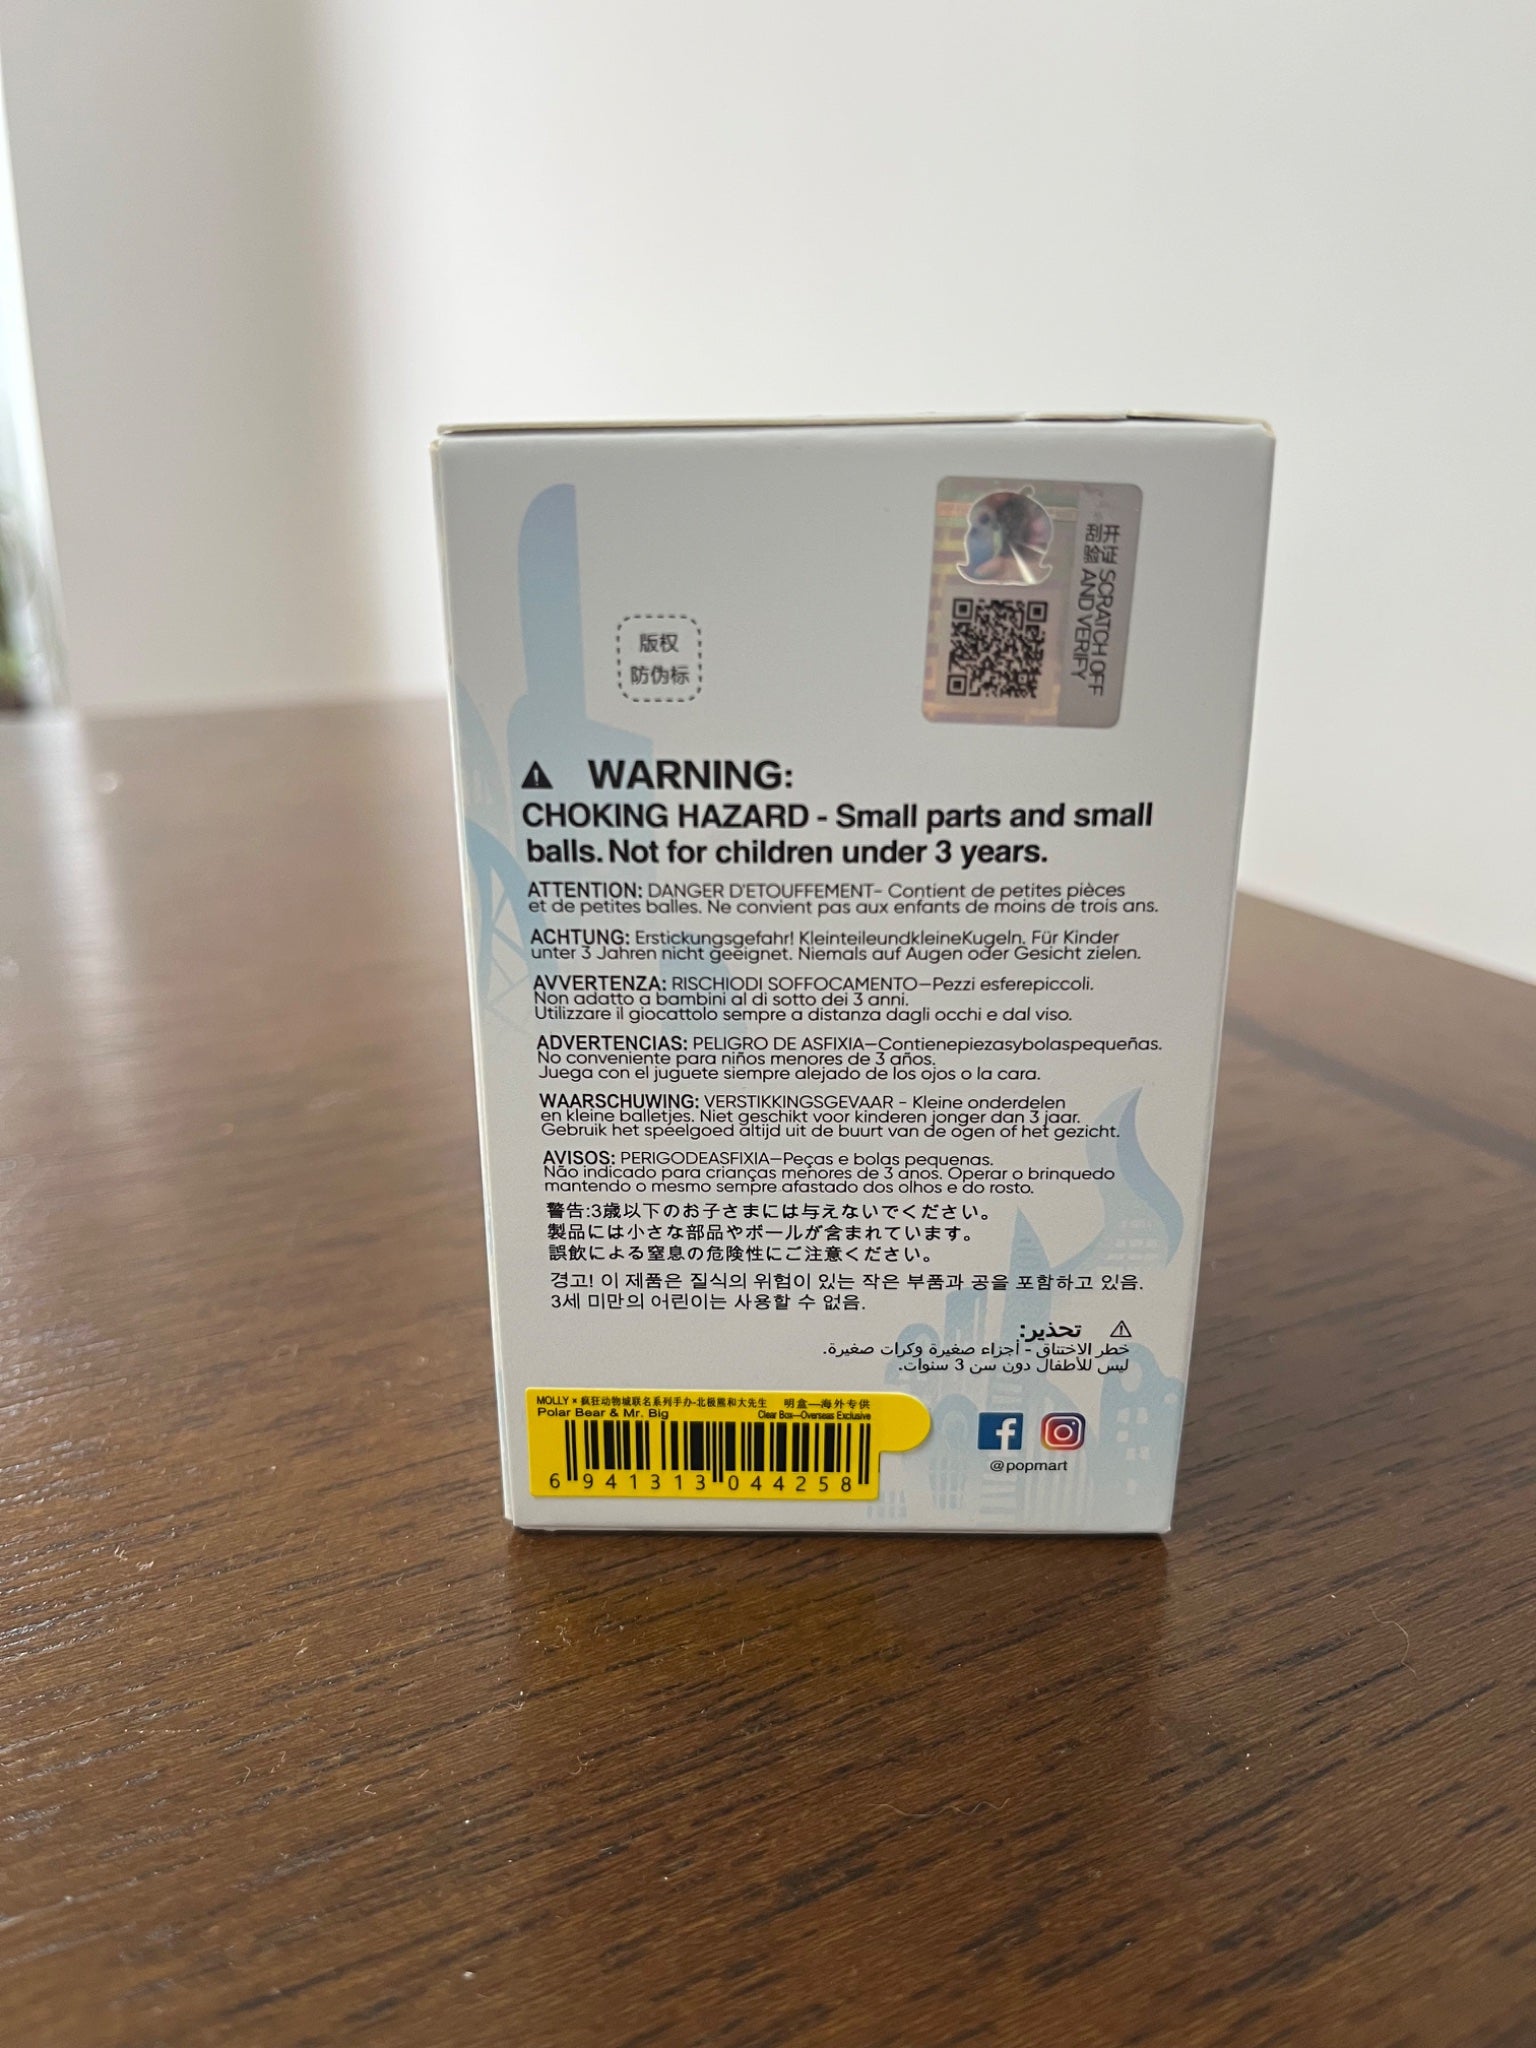 开证 SCRATCH OFF
刮验 AND VERIFY
版权
防伪标
WARNING:
CHOKING HAZARD - Small parts and small
balls. Not for children under 3 years.
ATTENTION: DANGER D'ETOUFFEMENT- Contient de petites pièces
et de petites balles. Ne convient pas aux enfants de moins de trois ans.
ACHTUNG: Erstickungsgefahr! KleinteileundkleineKugeln. Für Kinder
unter 3 Jahren nicht geeignet. Niemals auf Augen oder Gesicht zielen.
AVVERTENZA: RISCHIODI SOFFOCAMENTO—Pezzi esferepiccoli.
Non adatto a bambini al di sotto dei 3 anni.
Utilizzare il giocattolo sempre a distanza dagli occhi e dal viso.
ADVERTENCIAS: PELIGRO DE ASFIXIA—Contienepiezasybolaspequeñas.
No conveniente para niños menores de 3 años.
Juega con el juguete siempre alejado de los ojos o la cara.
WAARSCHUWING: VERSTIKKINGSGEVAAR - Kleine onderdelen
en kleine balletjes. Niet geschikt voor kinderen jonger dan 3 jaar.
Gebruik het speelgoed altijd uit de buurt van de ogen of het gezicht.
AVISOS: PERIGODEASFIXIA—Peças e bolas pequenas.
Não indicado para crianças menores de 3 anos. Operar o brinquedo
mantendo o mesmo sempre afastado dos olhos e do rosto.
警告:3歳以下のお子さまには与えないでください。
製品には小さな部品やボールが含まれています。
誤飲による窒息の危険性にご注意ください。
경고! 이 제품은 질식의 위험이 있는 작은 부품과 공을 포함하고 있음.
3세 미만의 어린이는 사용할 수 없음.
تحذير:
خطر الاختناق - أجزاء صغيرة وكرات صغيرة.
ليس للأطفال دون سن 3 سنوات.
MOLLY × 疯狂动物城联名系列手办-北极熊和大先生 明盒—海外专供
Polar Bear & Mr. Big Clear Box—Overseas Exclusive
6 941313 044258
@popmart